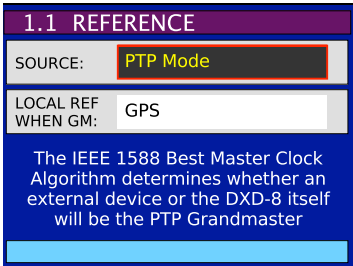 1.1 REFERENCE
SOURCE: PTP Mode
LOCAL REF
WHEN GM: GPS
The IEEE 1588 Best Master Clock
Algorithm determines whether an
external device or the DXD-8 itself
will be the PTP Grandmaster